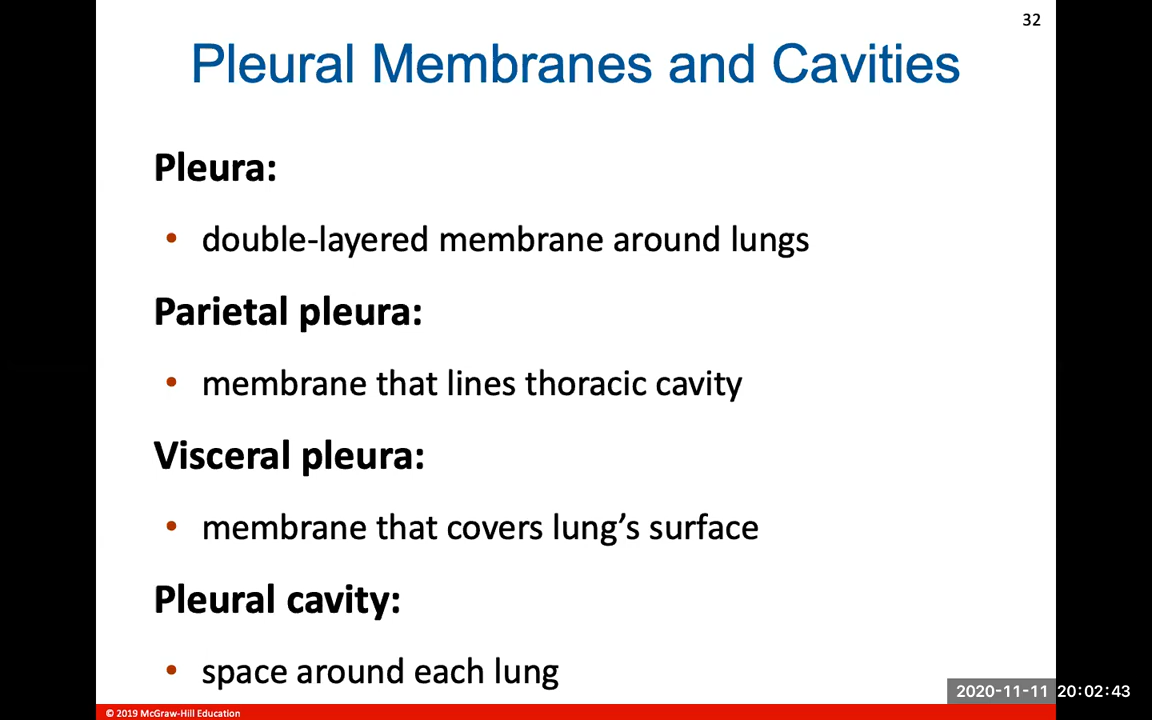 32
Pleural Membranes and Cavities
Pleura:
• double-layered membrane around lungs
Parietal pleura:
• membrane that lines thoracic cavity
Visceral pleura:
• membrane that covers lung’s surface
Pleural cavity:
• space around each lung
2020-11-11 20:02:43
© 2019 McGraw-Hill Education